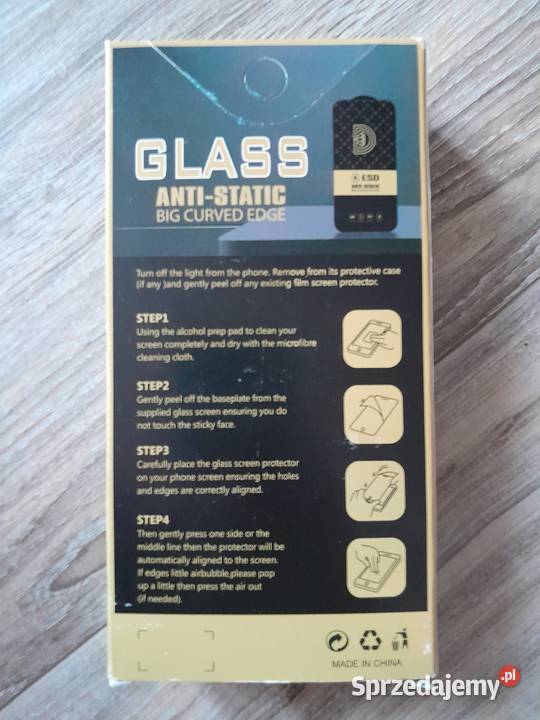 GLASS
ANTI-STATIC
BIG CURVED EDGE
ESD
ANTI-STATIC
Turn off the light from the phone. Remove from its protective case
(if any )and gently peel off any existing film screen protector.
STEP1
Using the alcohol prep pad to clean your
screen completely and dry with the microfibre
cleaning cloth.
STEP2
Gently peel off the baseplate from the
supplied glass screen ensuring you do
not touch the sticky face.
STEP3
Carefully place the glass screen protector
on your phone screen ensuring the holes
and edges are correctly aligned.
STEP4
Then gently press one side or the
middle line then the protector will be
automatically aligned to the screen.
If edges little airbubble,please pop
up a little then press the air out
(if needed).
MADE IN CHINA
Sprzedajemy.pl